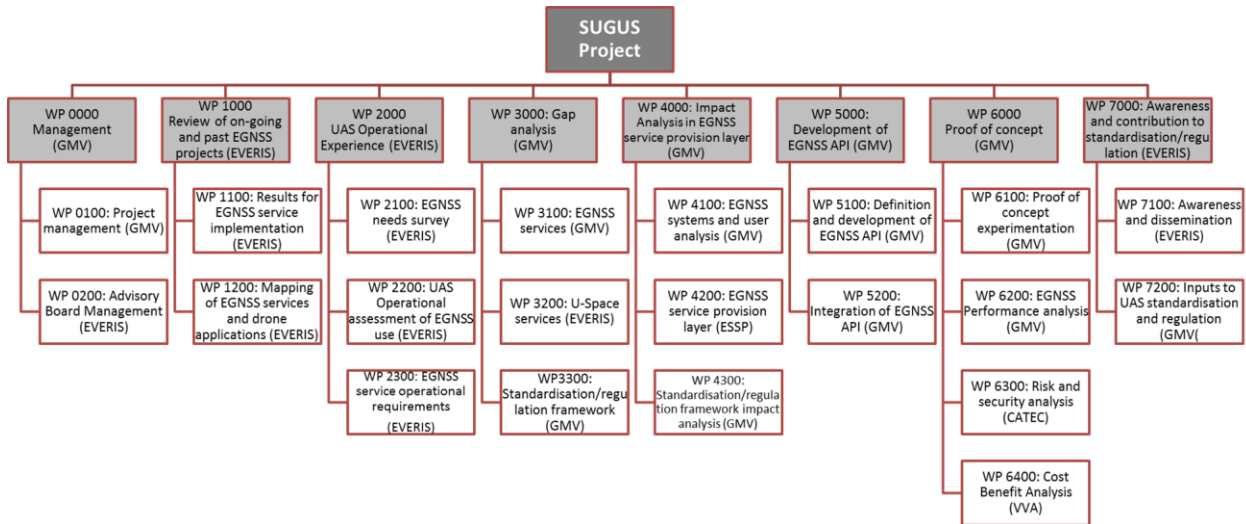 SUGUS
Project
WP 0000
Management
(GMV)
WP 1000
Review of on-going
and past EGNSS
projects (EVERIS)
WP 2000
UAS Operational
Experience (EVERIS)
WP 3000: Gap
analysis
(GMV)
WP 4000: Impact
Analysis in EGNSS
service provision layer
(GMV)
WP 5000:
Development of
EGNSS API (GMV)
WP 6000
Proof of concept
(GMV)
WP 7000: Awareness
and contribution to
standardisation/regu
lation (EVERIS)
WP 0100: Project
management (GMV)
WP 0200: Advisory
Board Management
(EVERIS)
WP 1100: Results for
EGNSS service
implementation
(EVERIS)
WP 1200: Mapping
of EGNSS services
and drone
applications (EVERIS)
WP 2100: EGNSS
needs survey
(EVERIS)
WP 2200: UAS
Operational
assessment of EGNSS
use (EVERIS)
WP 2300: EGNSS
service operational
requirements
(EVERIS)
WP 3100: EGNSS
services (GMV)
WP 3200: U-Space
services (EVERIS)
WP3300:
Standardisation/regu
lation framework
(GMV)
WP 4100: EGNSS
systems and user
analysis (GMV)
WP 4200: EGNSS
service provision
layer (ESSP)
WP 4300:
Standardisation/regula
tion framework impact
analysis (GMV)
WP 5100: Definition
and development of
EGNSS API (GMV)
WP 5200:
Integration of EGNSS
API (GMV)
WP 6100: Proof of
concept
experimentation
(GMV)
WP 6200: EGNSS
Performance analysis
(GMV)
WP 6300: Risk and
security analysis
(CATEC)
WP 6400: Cost
Benefit Analysis
(VVA)
WP 7100: Awareness
and dissemination
(EVERIS)
WP 7200: Inputs to
UAS standardisation
and regulation
(GMV(